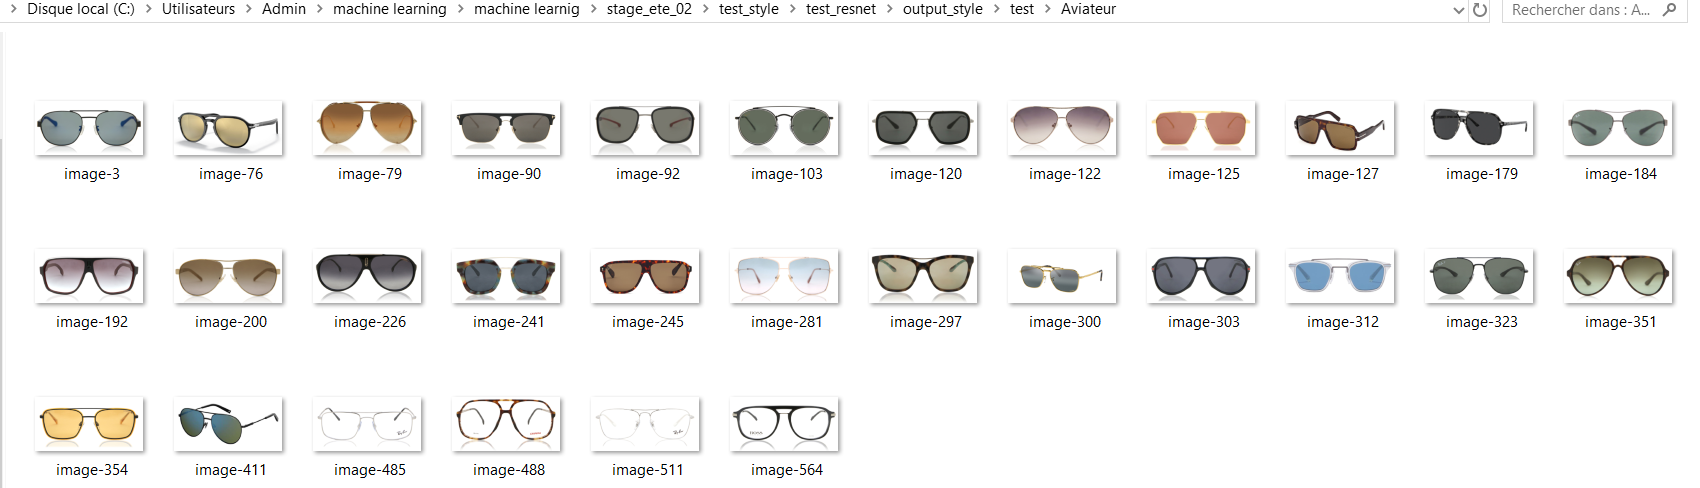 Disque local (C:) > Utilisateurs > Admin > machine learning > machine learnig > stage_ete_02 > test_style > test_resnet > output_style > test > Aviateur
Rechercher dans : A...
image-3 image-76 image-79 image-90 image-92 image-103 image-120 image-122 image-125 image-127 image-179 image-184
image-192 image-200 image-226 image-241 image-245 image-281 image-297 image-300 image-303 image-312 image-323 image-351
image-354 image-411 image-485 image-488 image-511 image-564